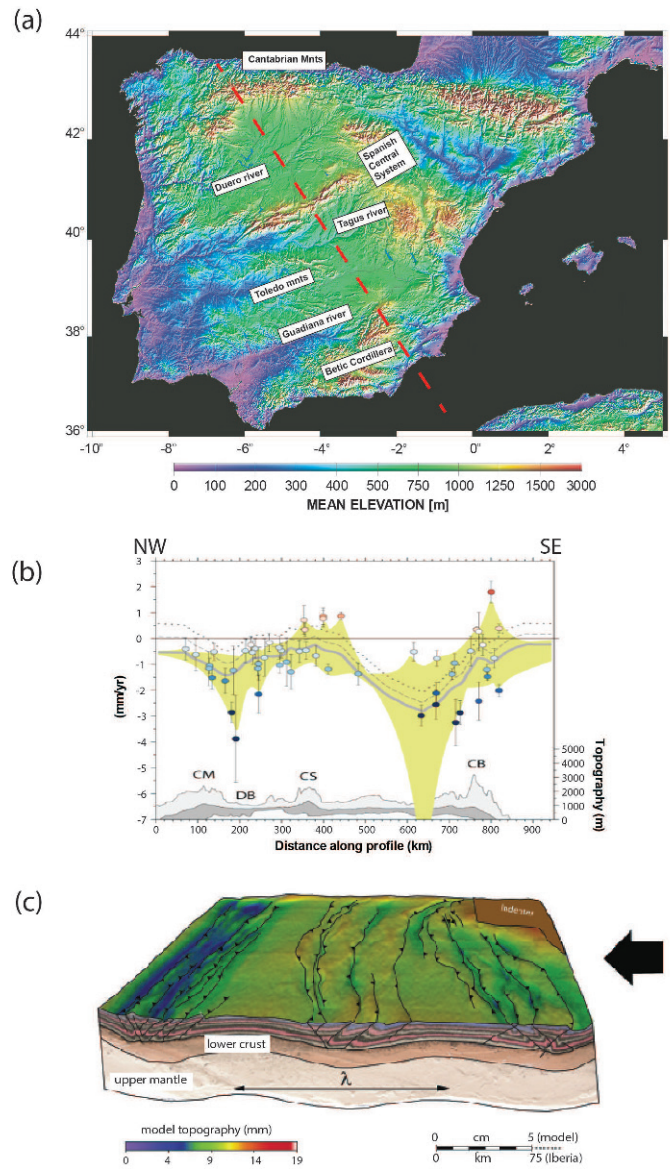 (a)
44°
42°
40°
38°
36°
Cantabrian Mnts
Spanish
Central
System
Duero river
Tagus river
Toledo mnts
Guadiana river
Betic Cordillera
-10° -8° -6° -4° -2° 0° 2° 4°
0 100 200 300 400 500 750 1000 1250 1500 3000
MEAN ELEVATION [m]
(b)
NW SE
3
2
1
0
-1
-2
-3
-4
-5
-6
-7
(mm/yr)
5000
4000
3000
2000
1000
0
Topography (m)
CM
DB
CS
CB
0 100 200 300 400 500 600 700 800 900
Distance along profile (km)
(c)
Indenter
lower crust
upper mantle
λ
model topography (mm)
0 4 8 14 19
0 cm 5 (model)
0 km 75 (Iberia)